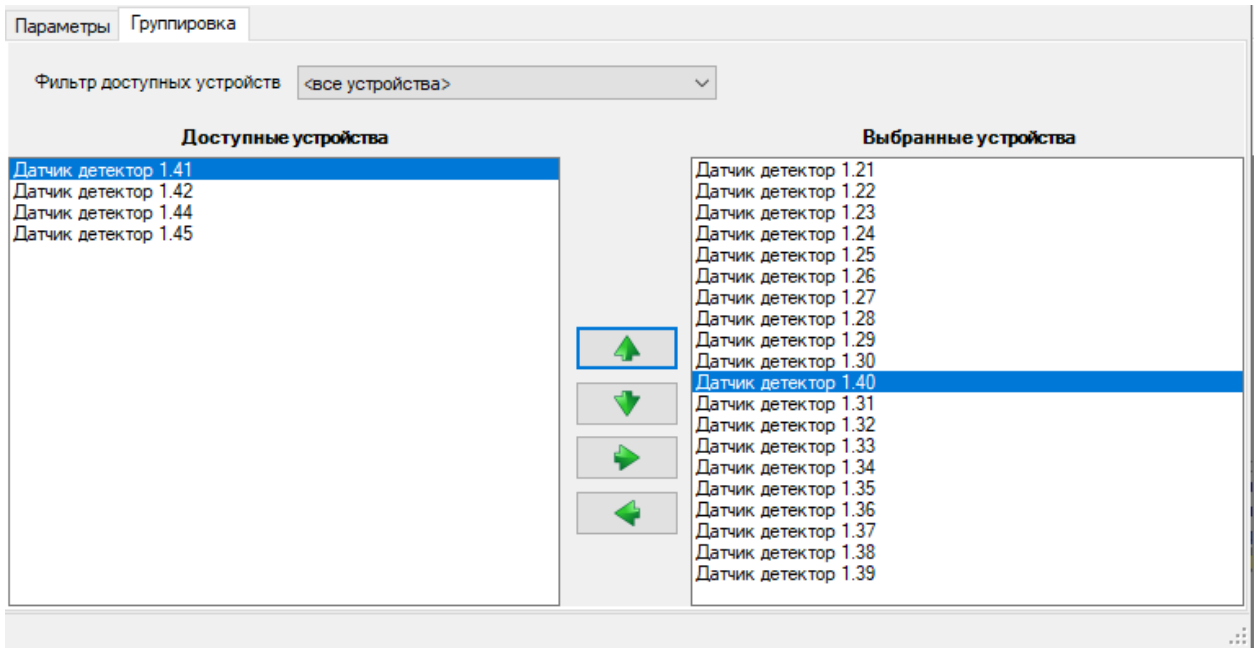 Параметры
Группировка
Фильтр доступных устройств
<все устройства>
Доступные устройства
Датчик детектор 1.41
Датчик детектор 1.42
Датчик детектор 1.44
Датчик детектор 1.45
Выбранные устройства
Датчик детектор 1.21
Датчик детектор 1.22
Датчик детектор 1.23
Датчик детектор 1.24
Датчик детектор 1.25
Датчик детектор 1.26
Датчик детектор 1.27
Датчик детектор 1.28
Датчик детектор 1.29
Датчик детектор 1.30
Датчик детектор 1.40
Датчик детектор 1.31
Датчик детектор 1.32
Датчик детектор 1.33
Датчик детектор 1.34
Датчик детектор 1.35
Датчик детектор 1.36
Датчик детектор 1.37
Датчик детектор 1.38
Датчик детектор 1.39